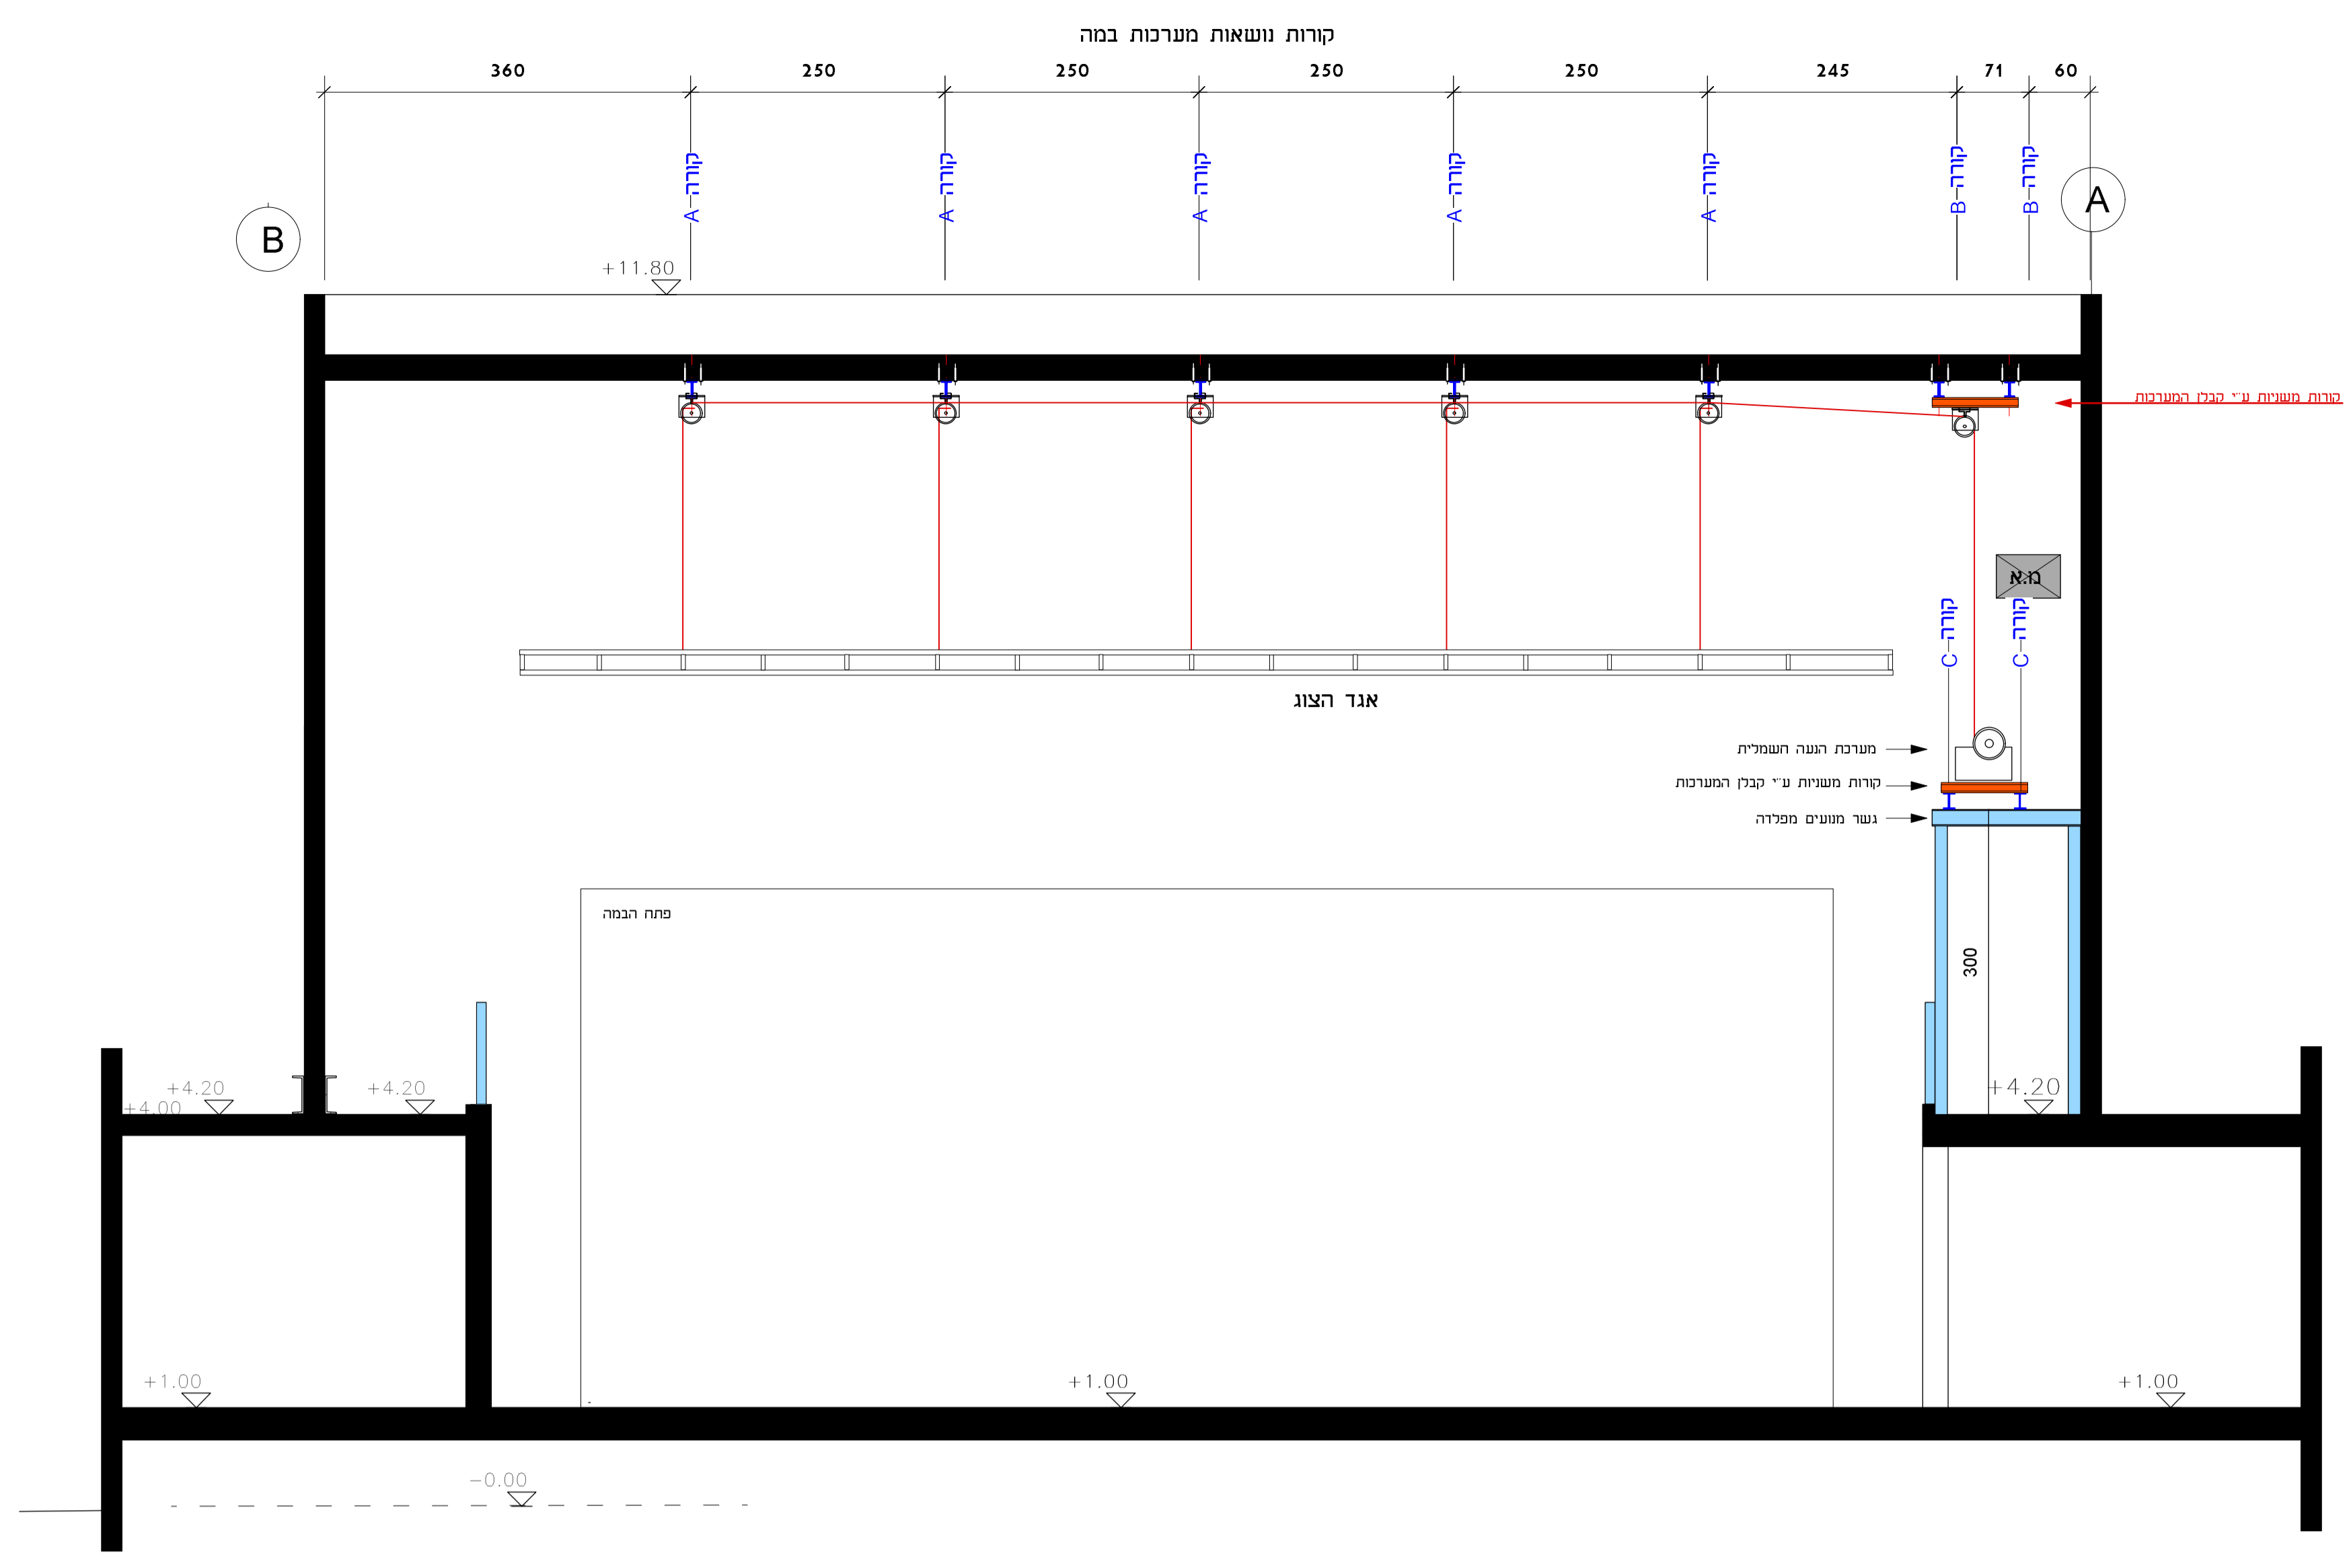 קורות נושאות מערכות במה
360 250 250 250 250 245 71 60
קורה A
קורה A
קורה A
קורה A
קורה A
קורה B
קורה B
B
A
+11.80
קורות משניות ע"י קבלן המערכות
מ.א
קורה C
קורה C
אגד הצוג
מערכת הנעה חשמלית
קורות משניות ע"י קבלן המערכות
גשר מנועים מפלדה
פתח הבמה
300
+4.20
+4.20
+4.20
+4.00
+1.00
+1.00
+1.00
-0.00